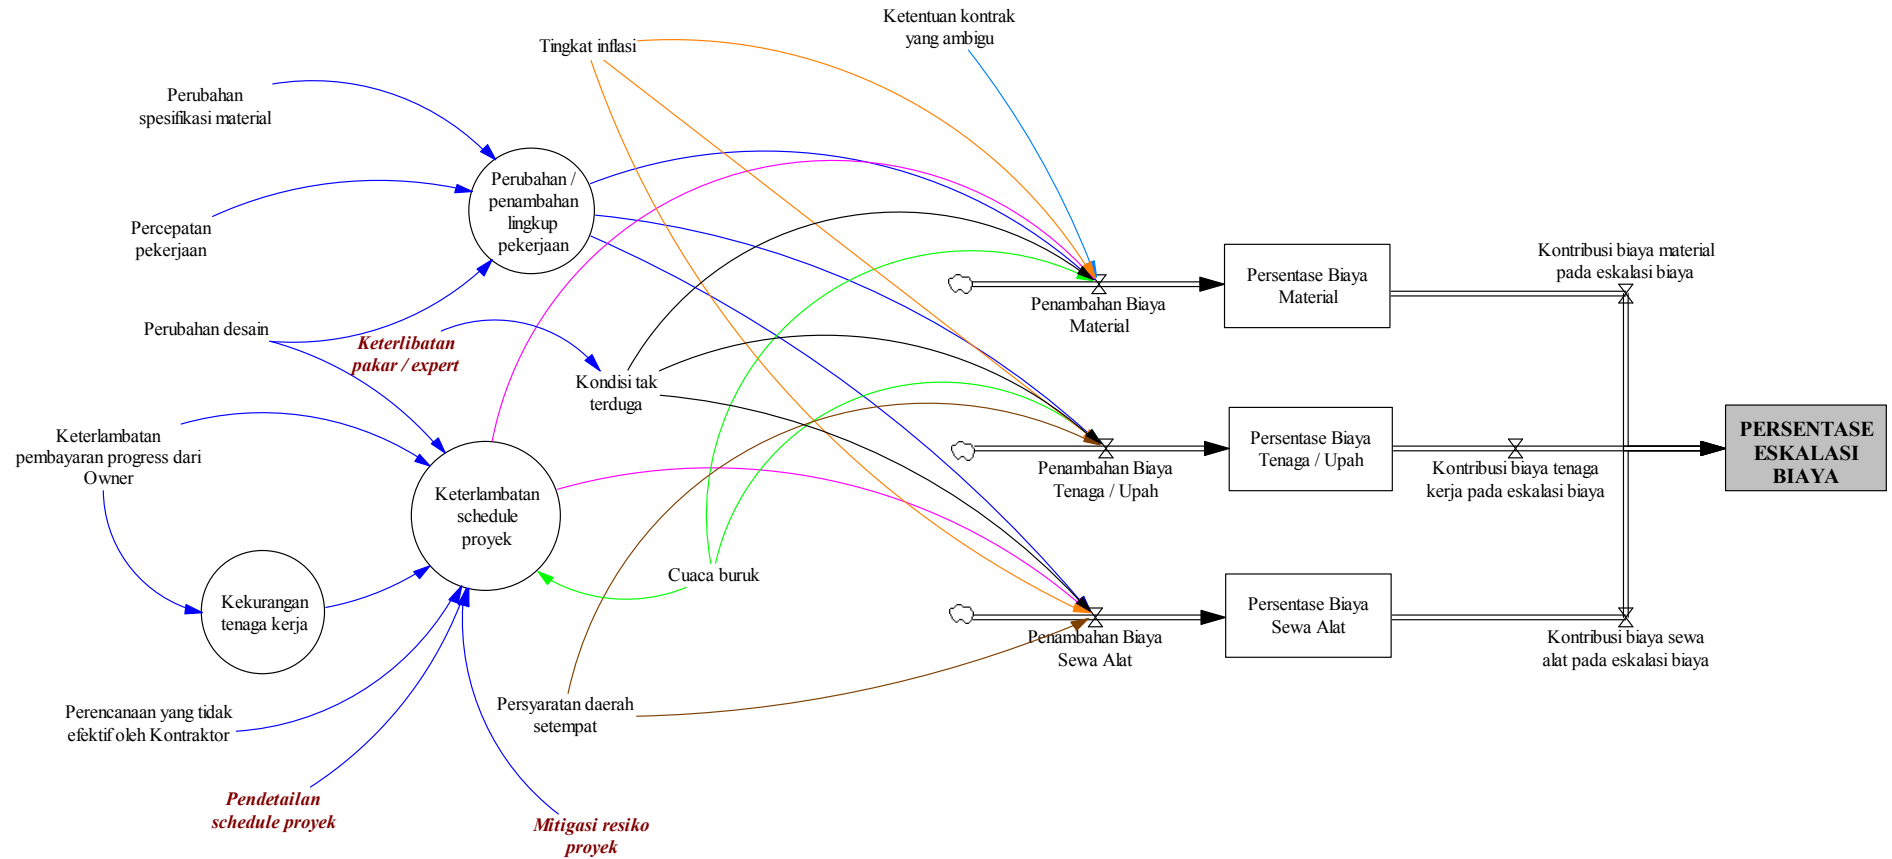 Ketentuan kontrak
yang ambigu
Tingkat inflasi
Perubahan
spesifikasi material
Perubahan /
penambahan
lingkup
pekerjaan
Percepatan
pekerjaan
Perubahan desain
Keterlibatan
pakar / expert
Kondisi tak
terduga
Keterlambatan
pembayaran progress dari
Owner
Keterlambatan
schedule
proyek
Kekurangan
tenaga kerja
Cuaca buruk
Perencanaan yang tidak
efektif oleh Kontraktor
Persyaratan daerah
setempat
Pendetailan
schedule proyek
Mitigasi resiko
proyek
Penambahan Biaya
Material
Persentase Biaya
Material
Kontribusi biaya material
pada eskalasi biaya
Penambahan Biaya
Tenaga / Upah
Persentase Biaya
Tenaga / Upah
Kontribusi biaya tenaga
kerja pada eskalasi biaya
PERSENTASE
ESKALASI
BIAYA
Penambahan Biaya
Sewa Alat
Persentase Biaya
Sewa Alat
Kontribusi biaya sewa
alat pada eskalasi biaya